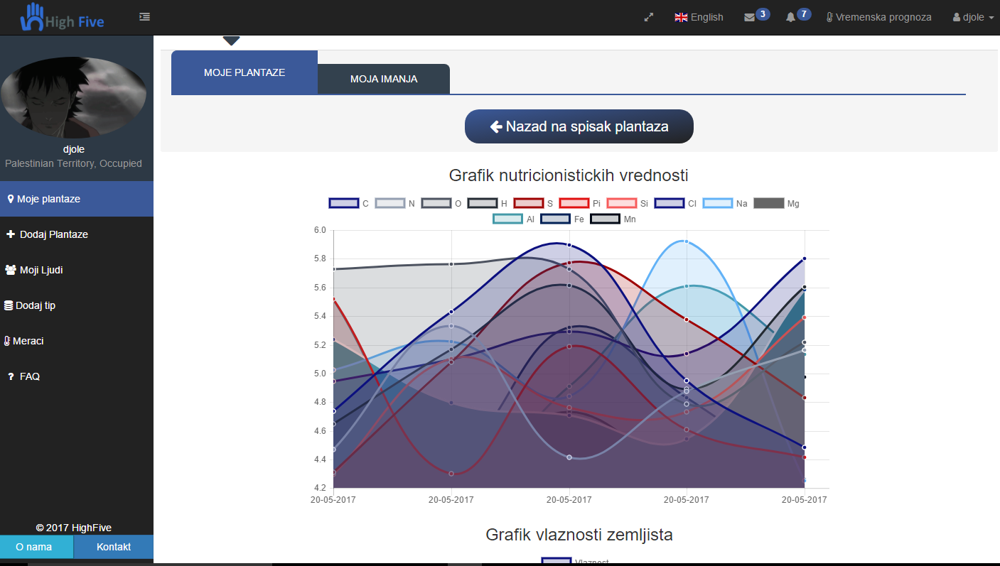 High Five
English
3
7
Vremenska prognoza
djole
djole
Palestinian Territory, Occupied
Moje plantaze
Dodaj Plantaze
Moji Ljudi
Dodaj tip
Meraci
? FAQ
© 2017 HighFive
O nama
Kontakt
MOJE PLANTAZE
MOJA IMANJA
Nazad na spisak plantaza
Grafik nutricionistickih vrednosti
C N O H S Pi Si Cl Na Mg
Al Fe Mn
6.0
5.8
5.6
5.4
5.2
5.0
4.8
4.6
4.4
4.2
20-05-2017 20-05-2017 20-05-2017 20-05-2017 20-05-2017
Grafik vlaznosti zemljista
Vlaznost